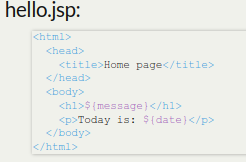 hello.jsp:
<html>
  <head>
    <title>Home page</title>
  </head>
  <body>
    <h1>${message}</h1>
    <p>Today is: ${date}</p>
  </body>
</html>